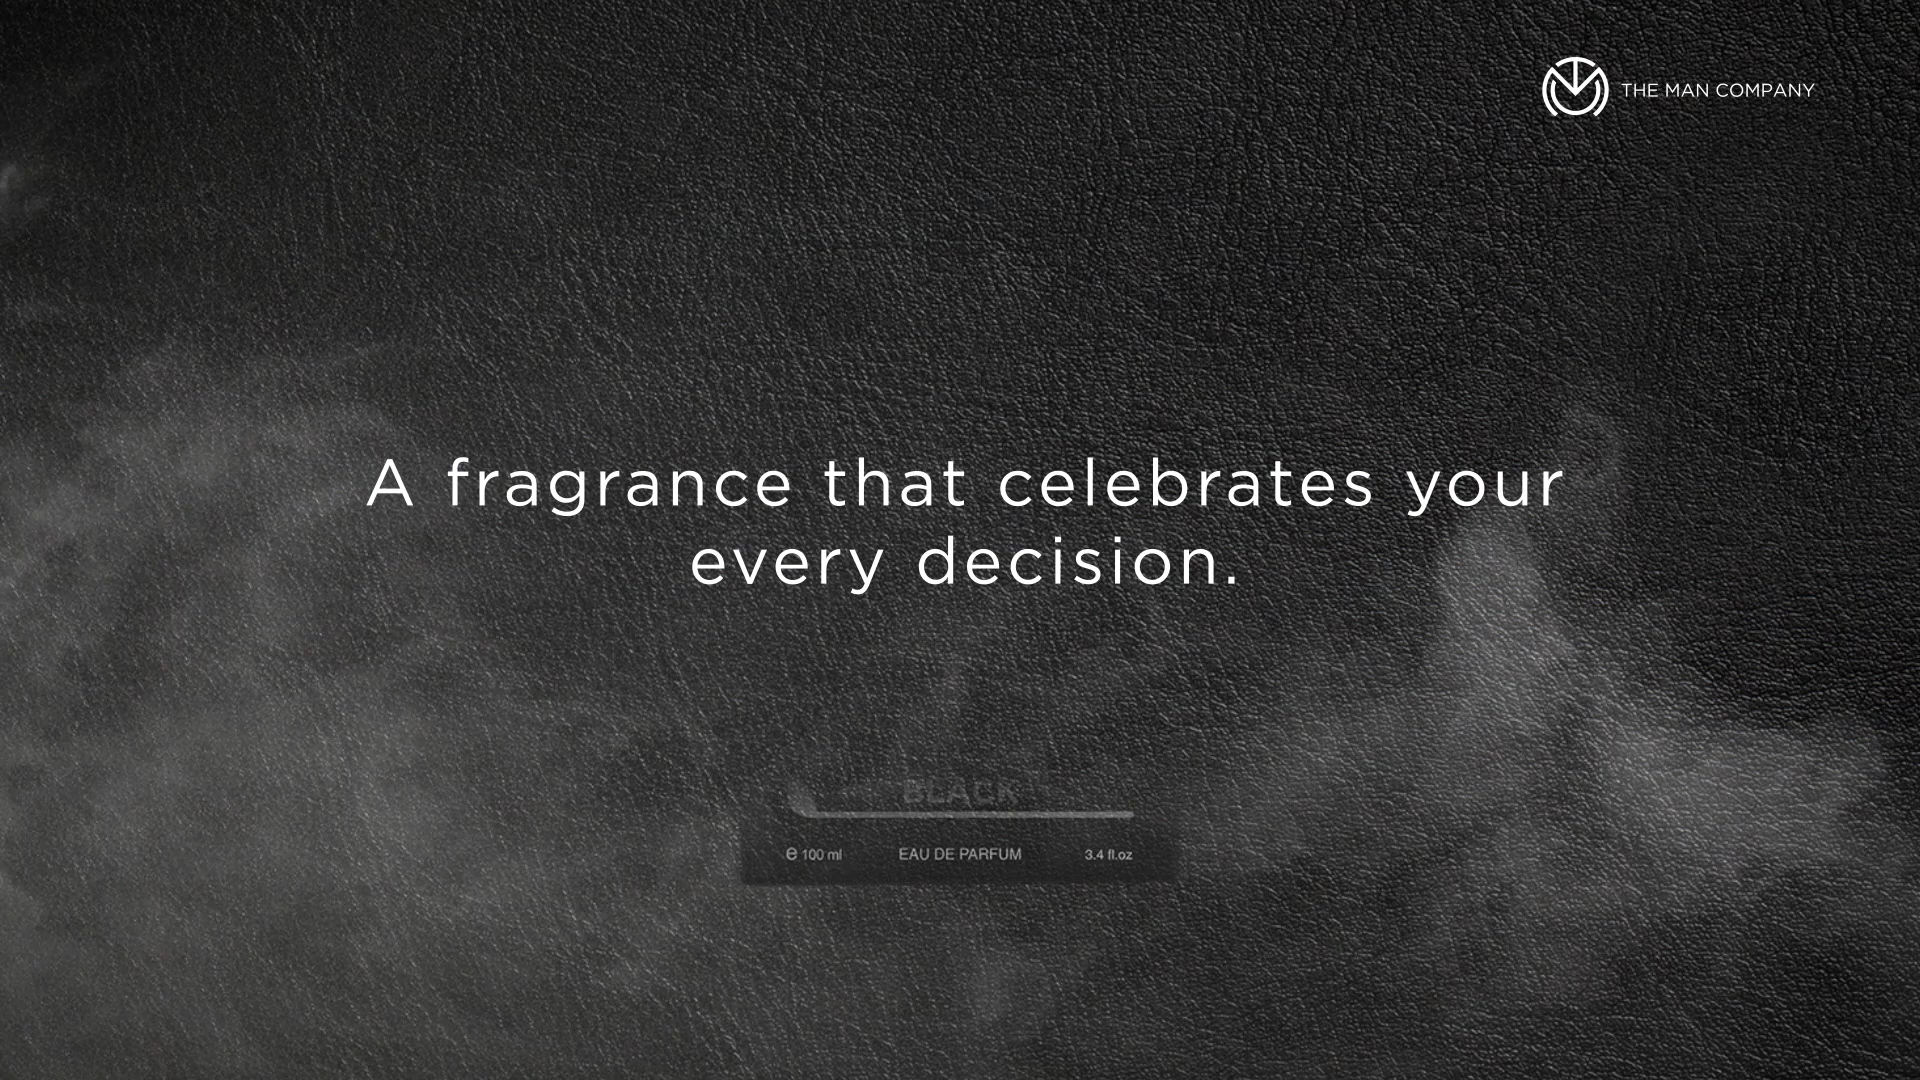 THE MAN COMPANY
A fragrance that celebrates your
every decision.
BLACK
e 100 ml EAU DE PARFUM 3.4 fl.oz